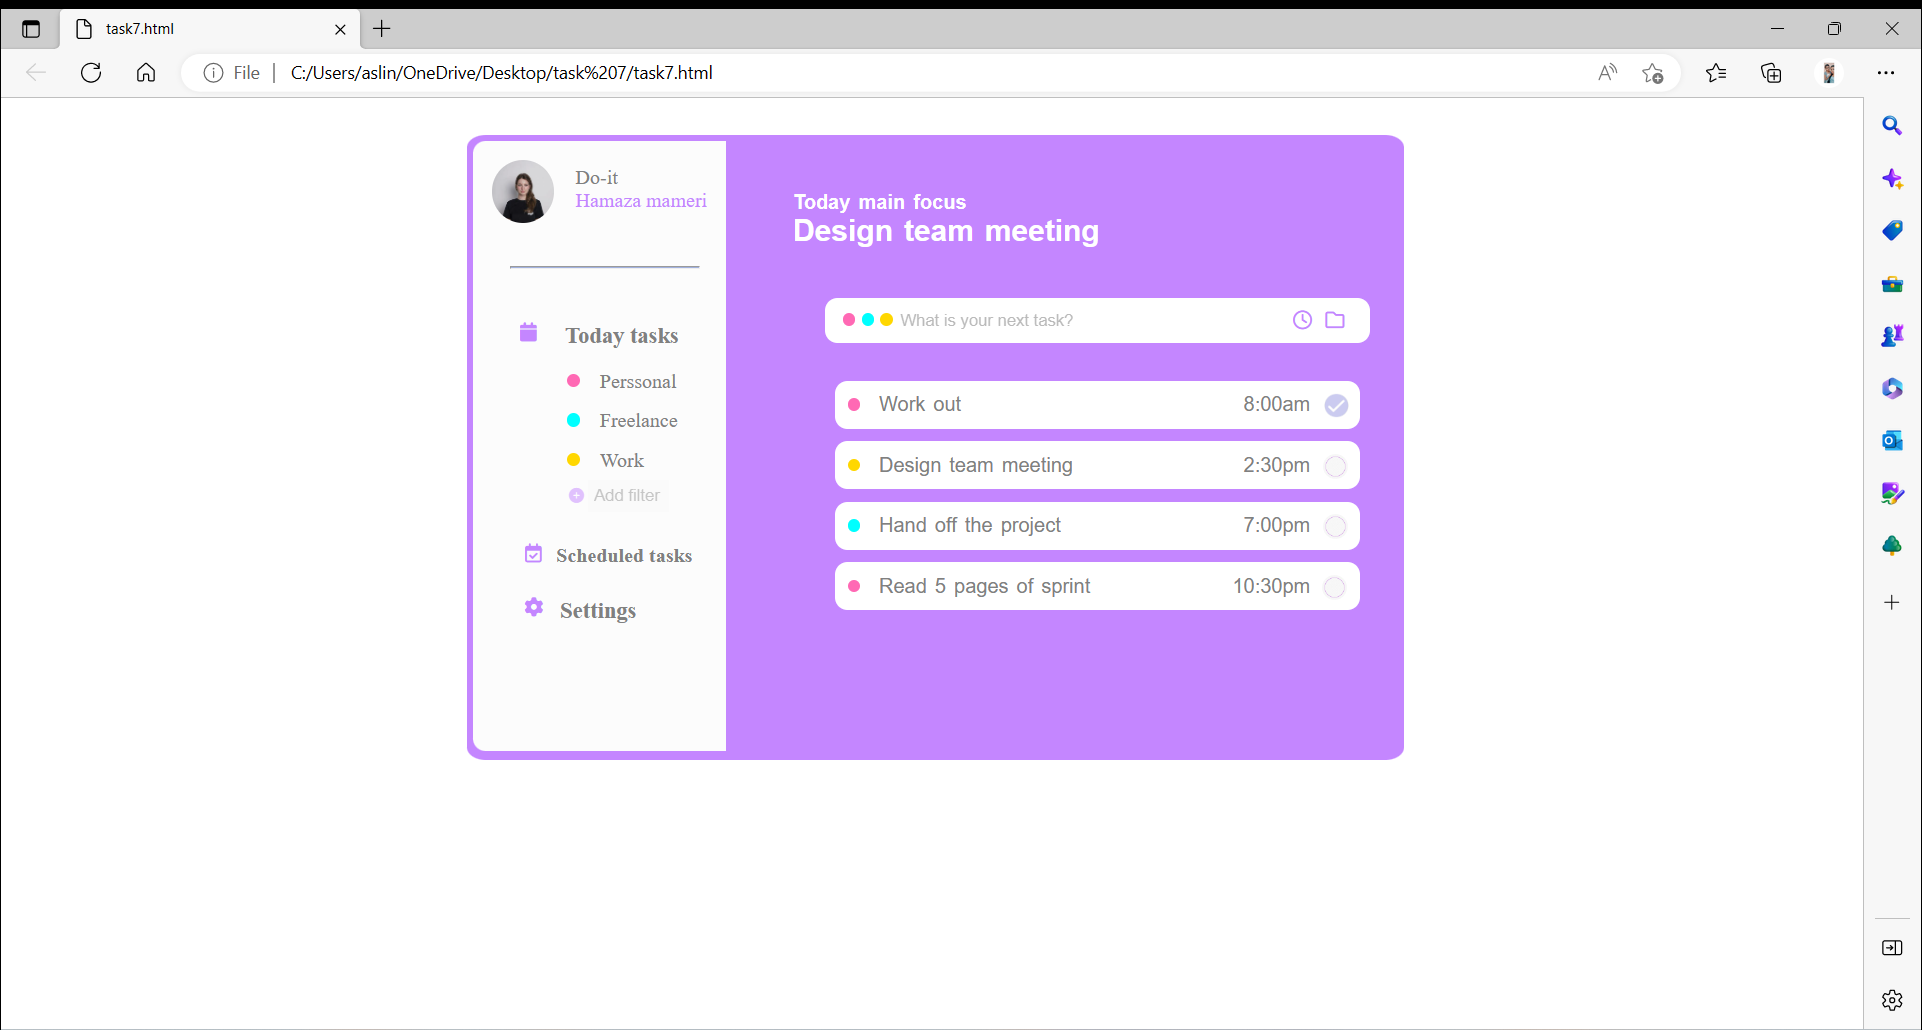 task7.html
File C:/Users/aslin/OneDrive/Desktop/task%207/task7.html
Do-it
Hamaza mameri
Today tasks
Perssonal
Freelance
Work
Add filter
Scheduled tasks
Settings
Today main focus
Design team meeting
What is your next task?
Work out 8:00am
Design team meeting 2:30pm
Hand off the project 7:00pm
Read 5 pages of sprint 10:30pm